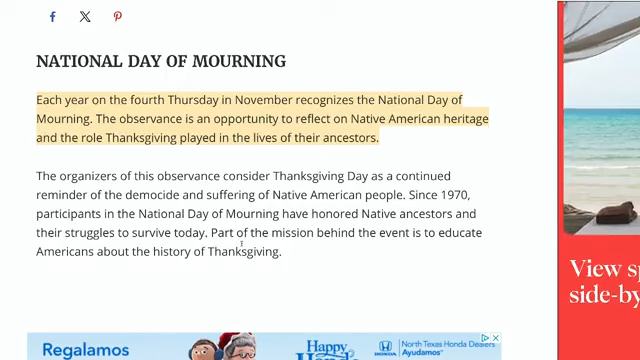 NATIONAL DAY OF MOURNING
Each year on the fourth Thursday in November recognizes the National Day of
Mourning. The observance is an opportunity to reflect on Native American heritage
and the role Thanksgiving played in the lives of their ancestors.
The organizers of this observance consider Thanksgiving Day as a continued
reminder of the democide and suffering of Native American people. Since 1970,
participants in the National Day of Mourning have honored Native ancestors and
their struggles to survive today. Part of the mission behind the event is to educate
Americans about the history of Thanksgiving.
View
side-by
Regalamos
Happy
HONDA
North Texas Honda Dealers
Ayudamos